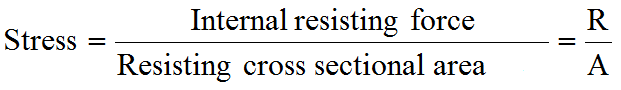 Stress = Internal resisting force / Resisting cross sectional area = R / A